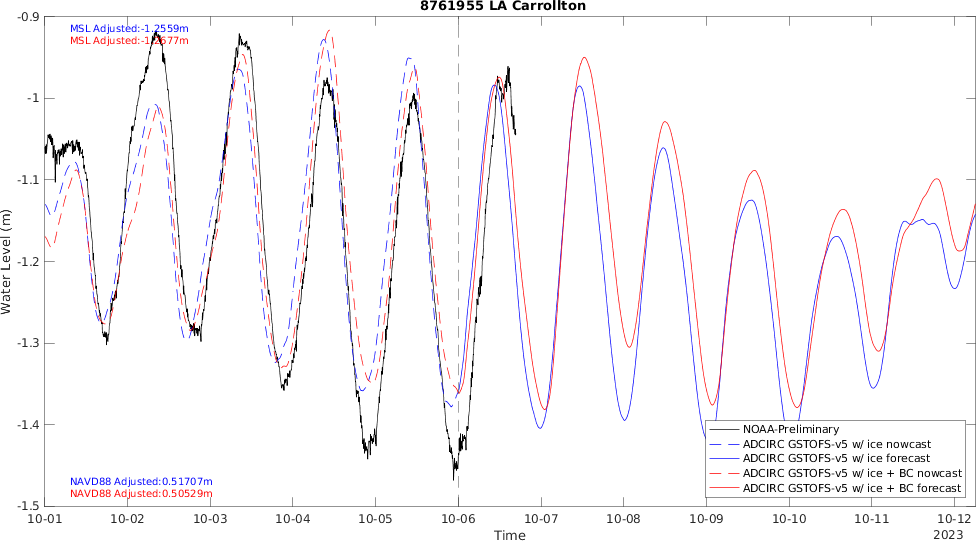 8761955 LA Carrollton
MSL Adjusted:-1.2559m
MSL Adjusted:-1.2677m
-0.9
-1
-1.1
-1.2
-1.3
-1.4
-1.5
Water Level (m)
NAVD88 Adjusted:0.51707m
NAVD88 Adjusted:0.50529m
NOAA-Preliminary
ADCIRC GSTOFS-v5 w/ ice nowcast
ADCIRC GSTOFS-v5 w/ ice forecast
ADCIRC GSTOFS-v5 w/ ice + BC nowcast
ADCIRC GSTOFS-v5 w/ ice + BC forecast
10-01 10-02 10-03 10-04 10-05 10-06 10-07 10-08 10-09 10-10 10-11 10-12
Time
2023